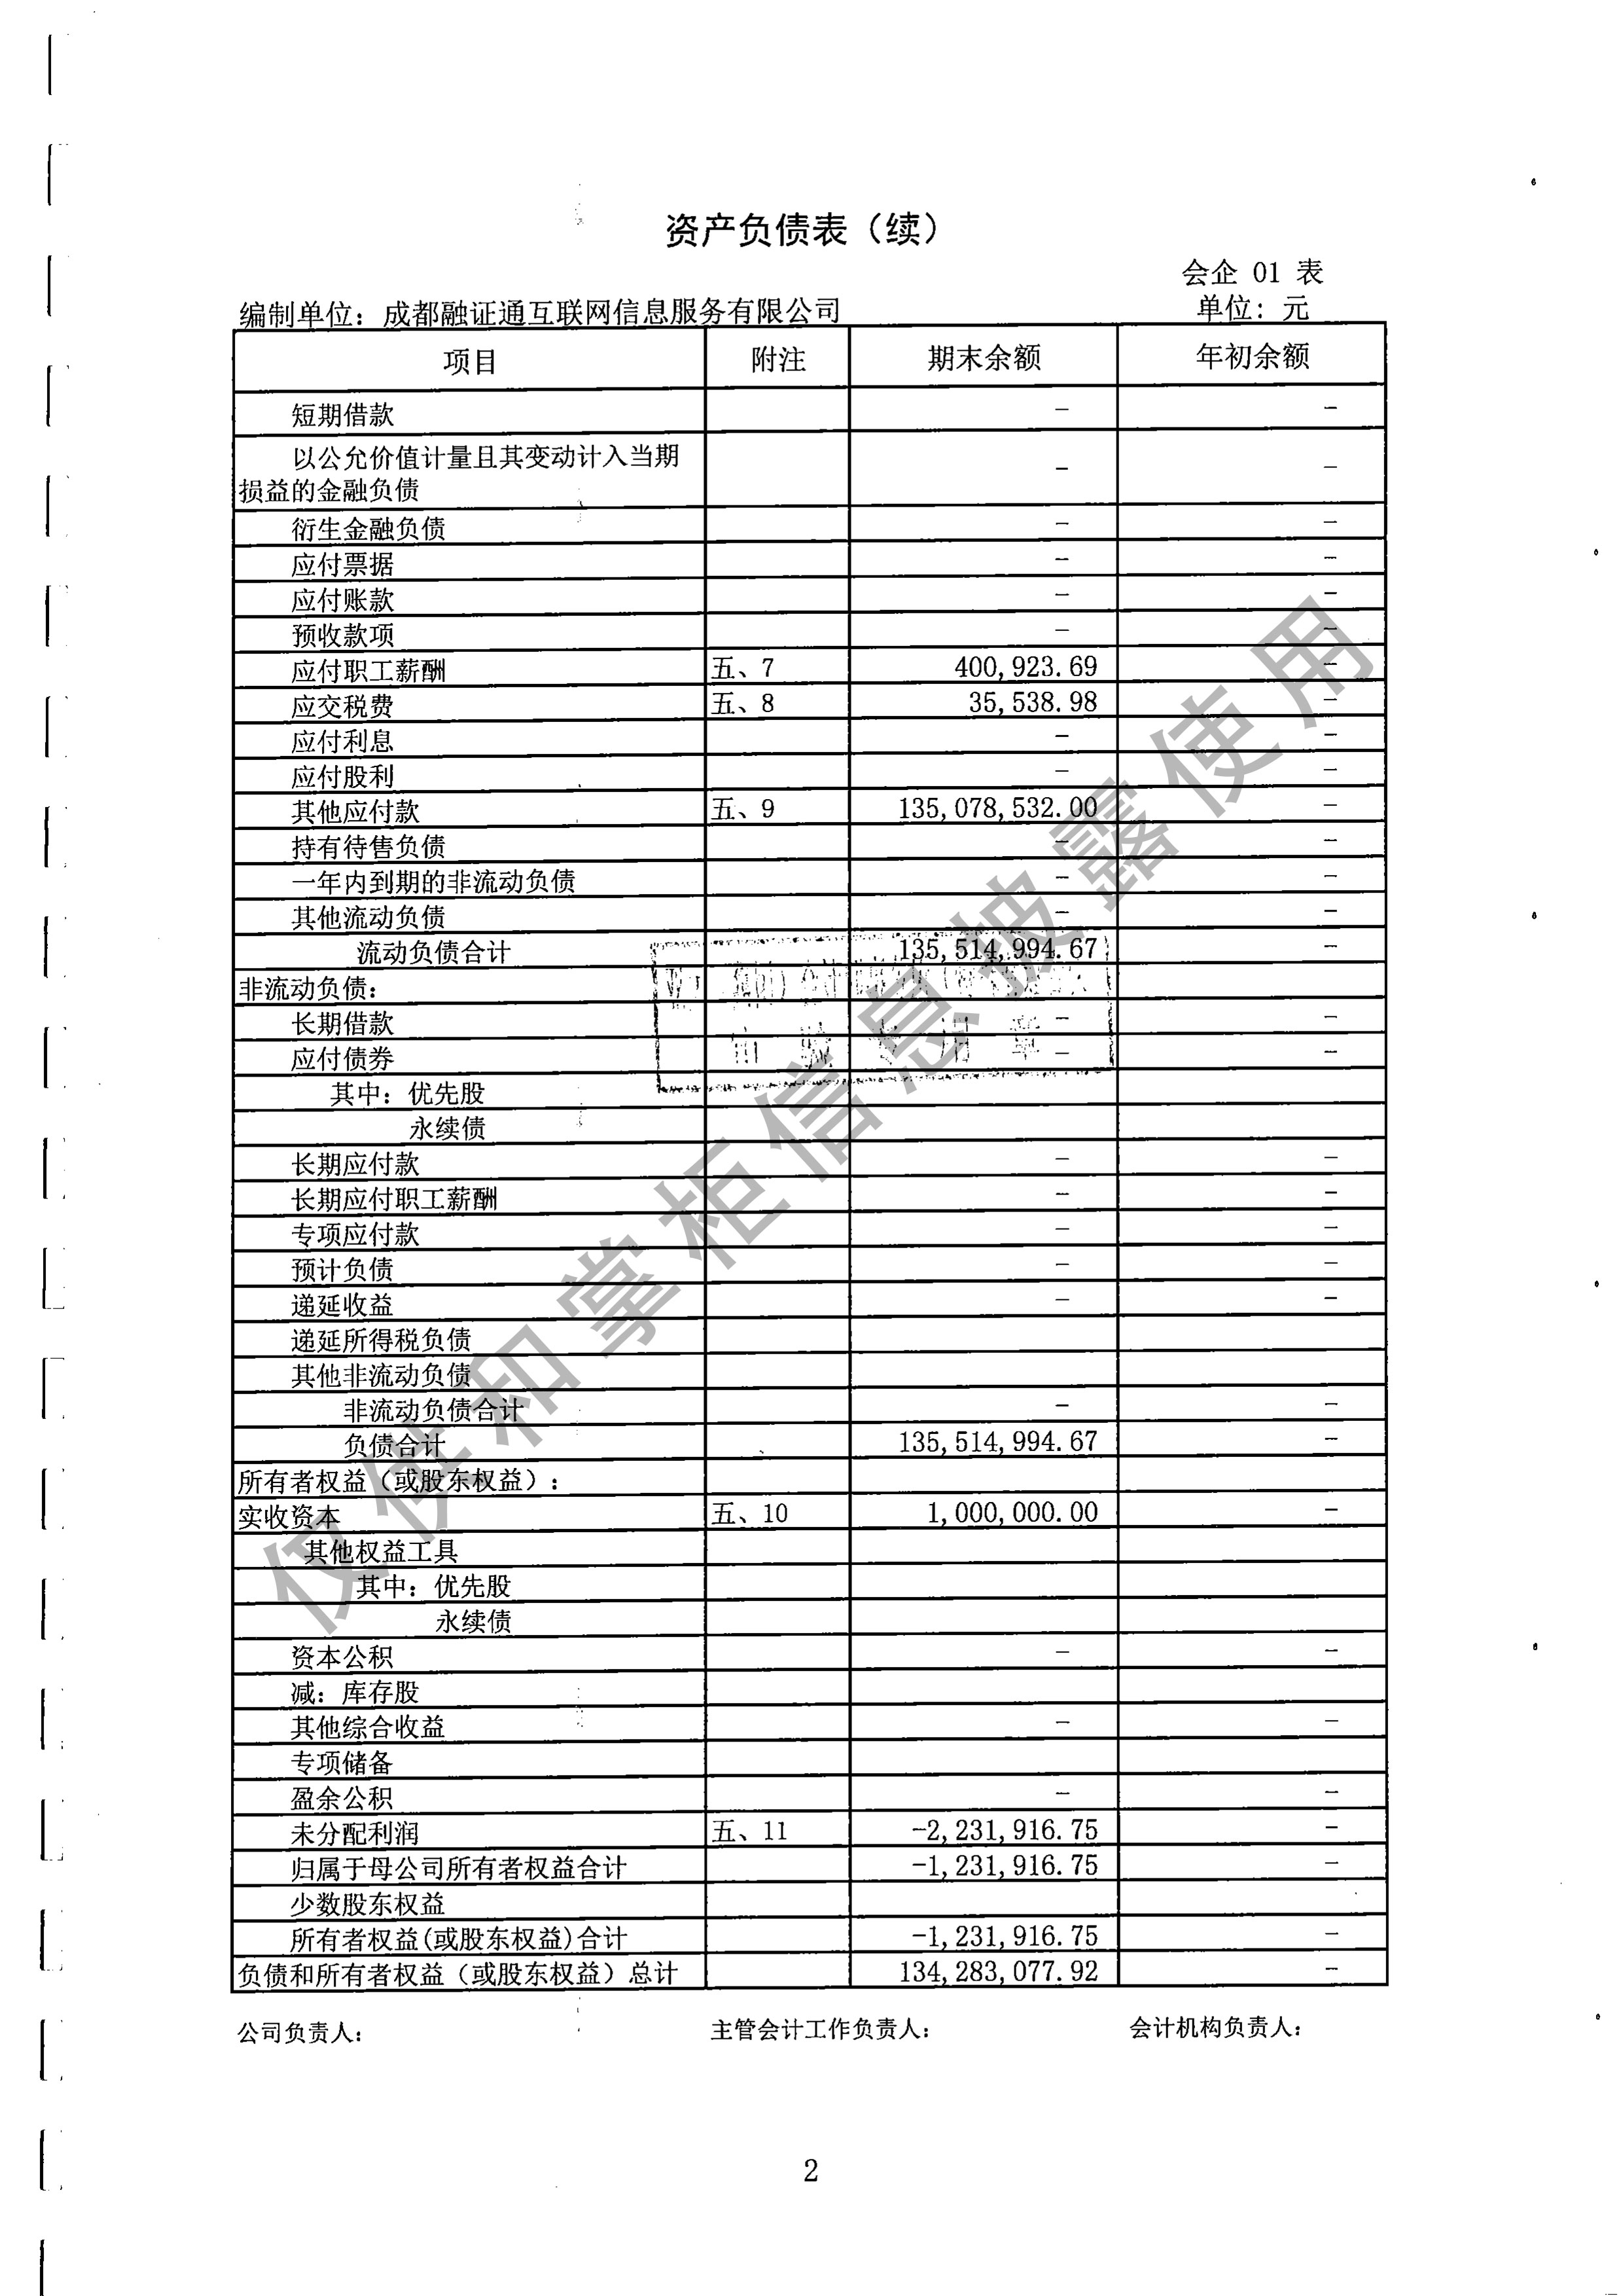 资产负债表（续）
会企 01 表
编制单位：成都融证通互联网信息服务有限公司 单位：元
项目 附注 期末余额 年初余额
短期借款 － －
以公允价值计量且其变动计入当期
损益的金融负债 － －
衍生金融负债 － －
应付票据 － －
应付账款 － －
预收款项 － －
应付职工薪酬 五、7 400,923.69 －
应交税费 五、8 35,538.98 －
应付利息 － －
应付股利 － －
其他应付款 五、9 135,078,532.00 －
持有待售负债 － －
一年内到期的非流动负债 － －
其他流动负债 － －
流动负债合计 135,514,994.67 －
非流动负债：
长期借款 － －
应付债券 － －
其中：优先股
永续债
长期应付款 － －
长期应付职工薪酬 － －
专项应付款 － －
预计负债 － －
递延收益 － －
递延所得税负债
其他非流动负债
非流动负债合计 － －
负债合计 135,514,994.67 －
所有者权益（或股东权益）：
实收资本 五、10 1,000,000.00 －
其他权益工具
其中：优先股
永续债
资本公积 － －
减：库存股
其他综合收益 － －
专项储备
盈余公积 － －
未分配利润 五、11 -2,231,916.75 －
归属于母公司所有者权益合计 -1,231,916.75 －
少数股东权益
所有者权益(或股东权益)合计 -1,231,916.75 －
负债和所有者权益（或股东权益）总计 134,283,077.92 －
公司负责人： 主管会计工作负责人： 会计机构负责人：
2
仅供和掌柜信息披露使用